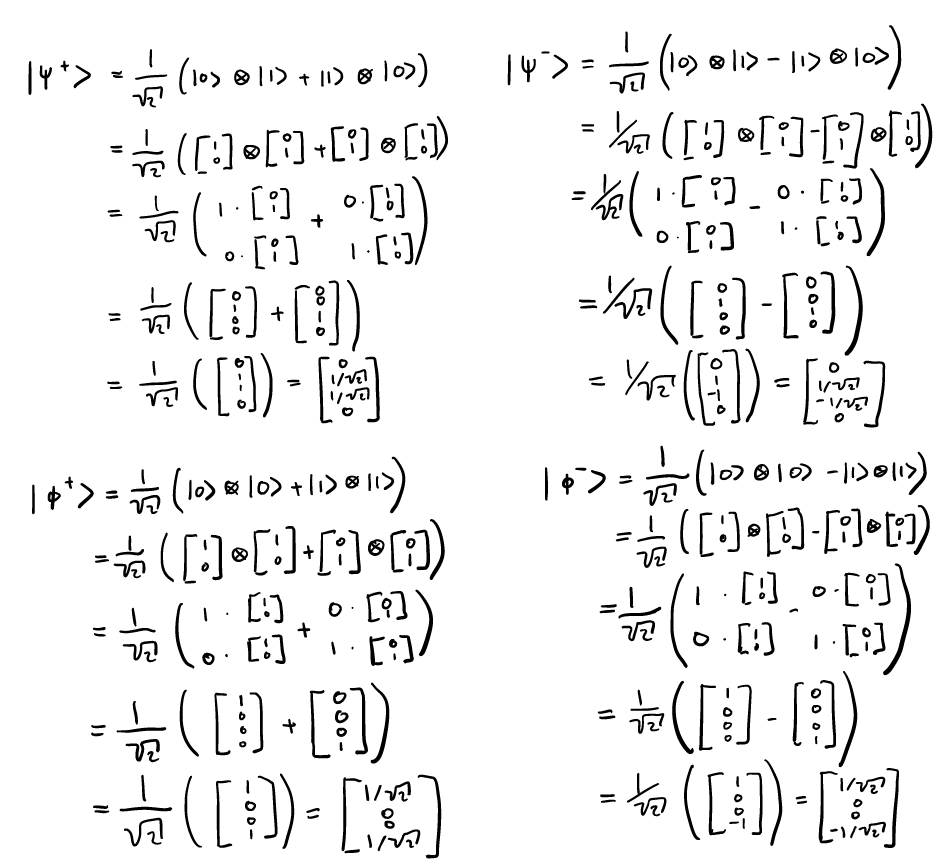 |Ψ⁺> = 1/√2 (|0> ⊗ |1> + |1> ⊗ |0>)
= 1/√2 ([1 0] ⊗ [0 1] + [0 1] ⊗ [1 0])
= 1/√2 (1 · [0 1] + 0 · [1 0]
0 · [0 1] 1 · [1 0])
= 1/√2 ([0 1 0 0] + [0 0 1 0])
= 1/√2 ([0 1 1 0]) = [0 1/√2 1/√2 0]
|Ψ⁻> = 1/√2 (|0> ⊗ |1> - |1> ⊗ |0>)
= 1/√2 ([1 0] ⊗ [0 1] - [0 1] ⊗ [1 0])
= 1/√2 (1 · [0 1] - 0 · [1 0]
0 · [0 1] 1 · [1 0])
= 1/√2 ([0 1 0 0] - [0 0 1 0])
= 1/√2 ([0 1 -1 0]) = [0 1/√2 -1/√2 0]
|ϕ⁺> = 1/√2 (|0> ⊗ |0> + |1> ⊗ |1>)
= 1/√2 ([1 0] ⊗ [1 0] + [0 1] ⊗ [0 1])
= 1/√2 (1 · [1 0] + 0 · [0 1]
0 · [1 0] 1 · [0 1])
= 1/√2 ([1 0 0 0] + [0 0 0 1])
= 1/√2 ([1 0 0 1]) = [1/√2 0 0 1/√2]
|ϕ⁻> = 1/√2 (|0> ⊗ |0> - |1> ⊗ |1>)
= 1/√2 ([1 0] ⊗ [1 0] - [0 1] ⊗ [0 1])
= 1/√2 (1 · [1 0] - 0 · [0 1]
0 · [1 0] 1 · [0 1])
= 1/√2 ([1 0 0 0] - [0 0 0 1])
= 1/√2 ([1 0 0 -1]) = [1/√2 0 0 -1/√2]